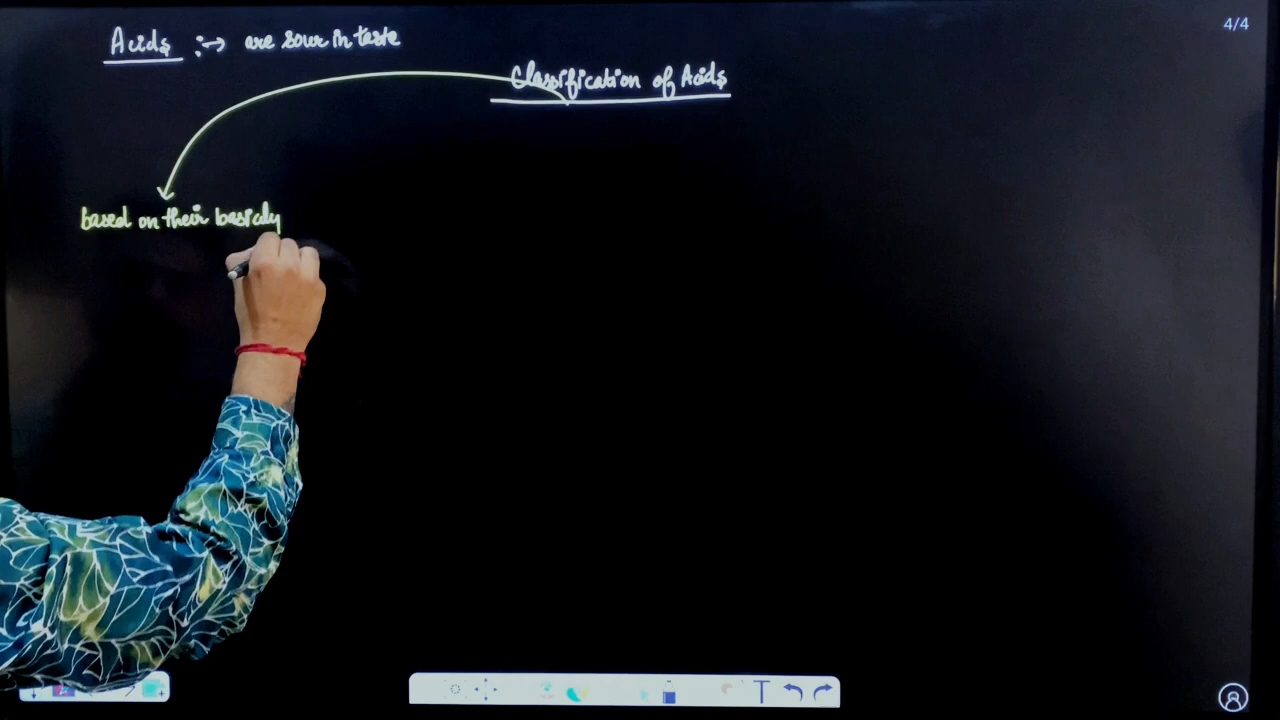 Acids :→ are sour in taste
Classification of Acids
based on their basicity
4/4
T